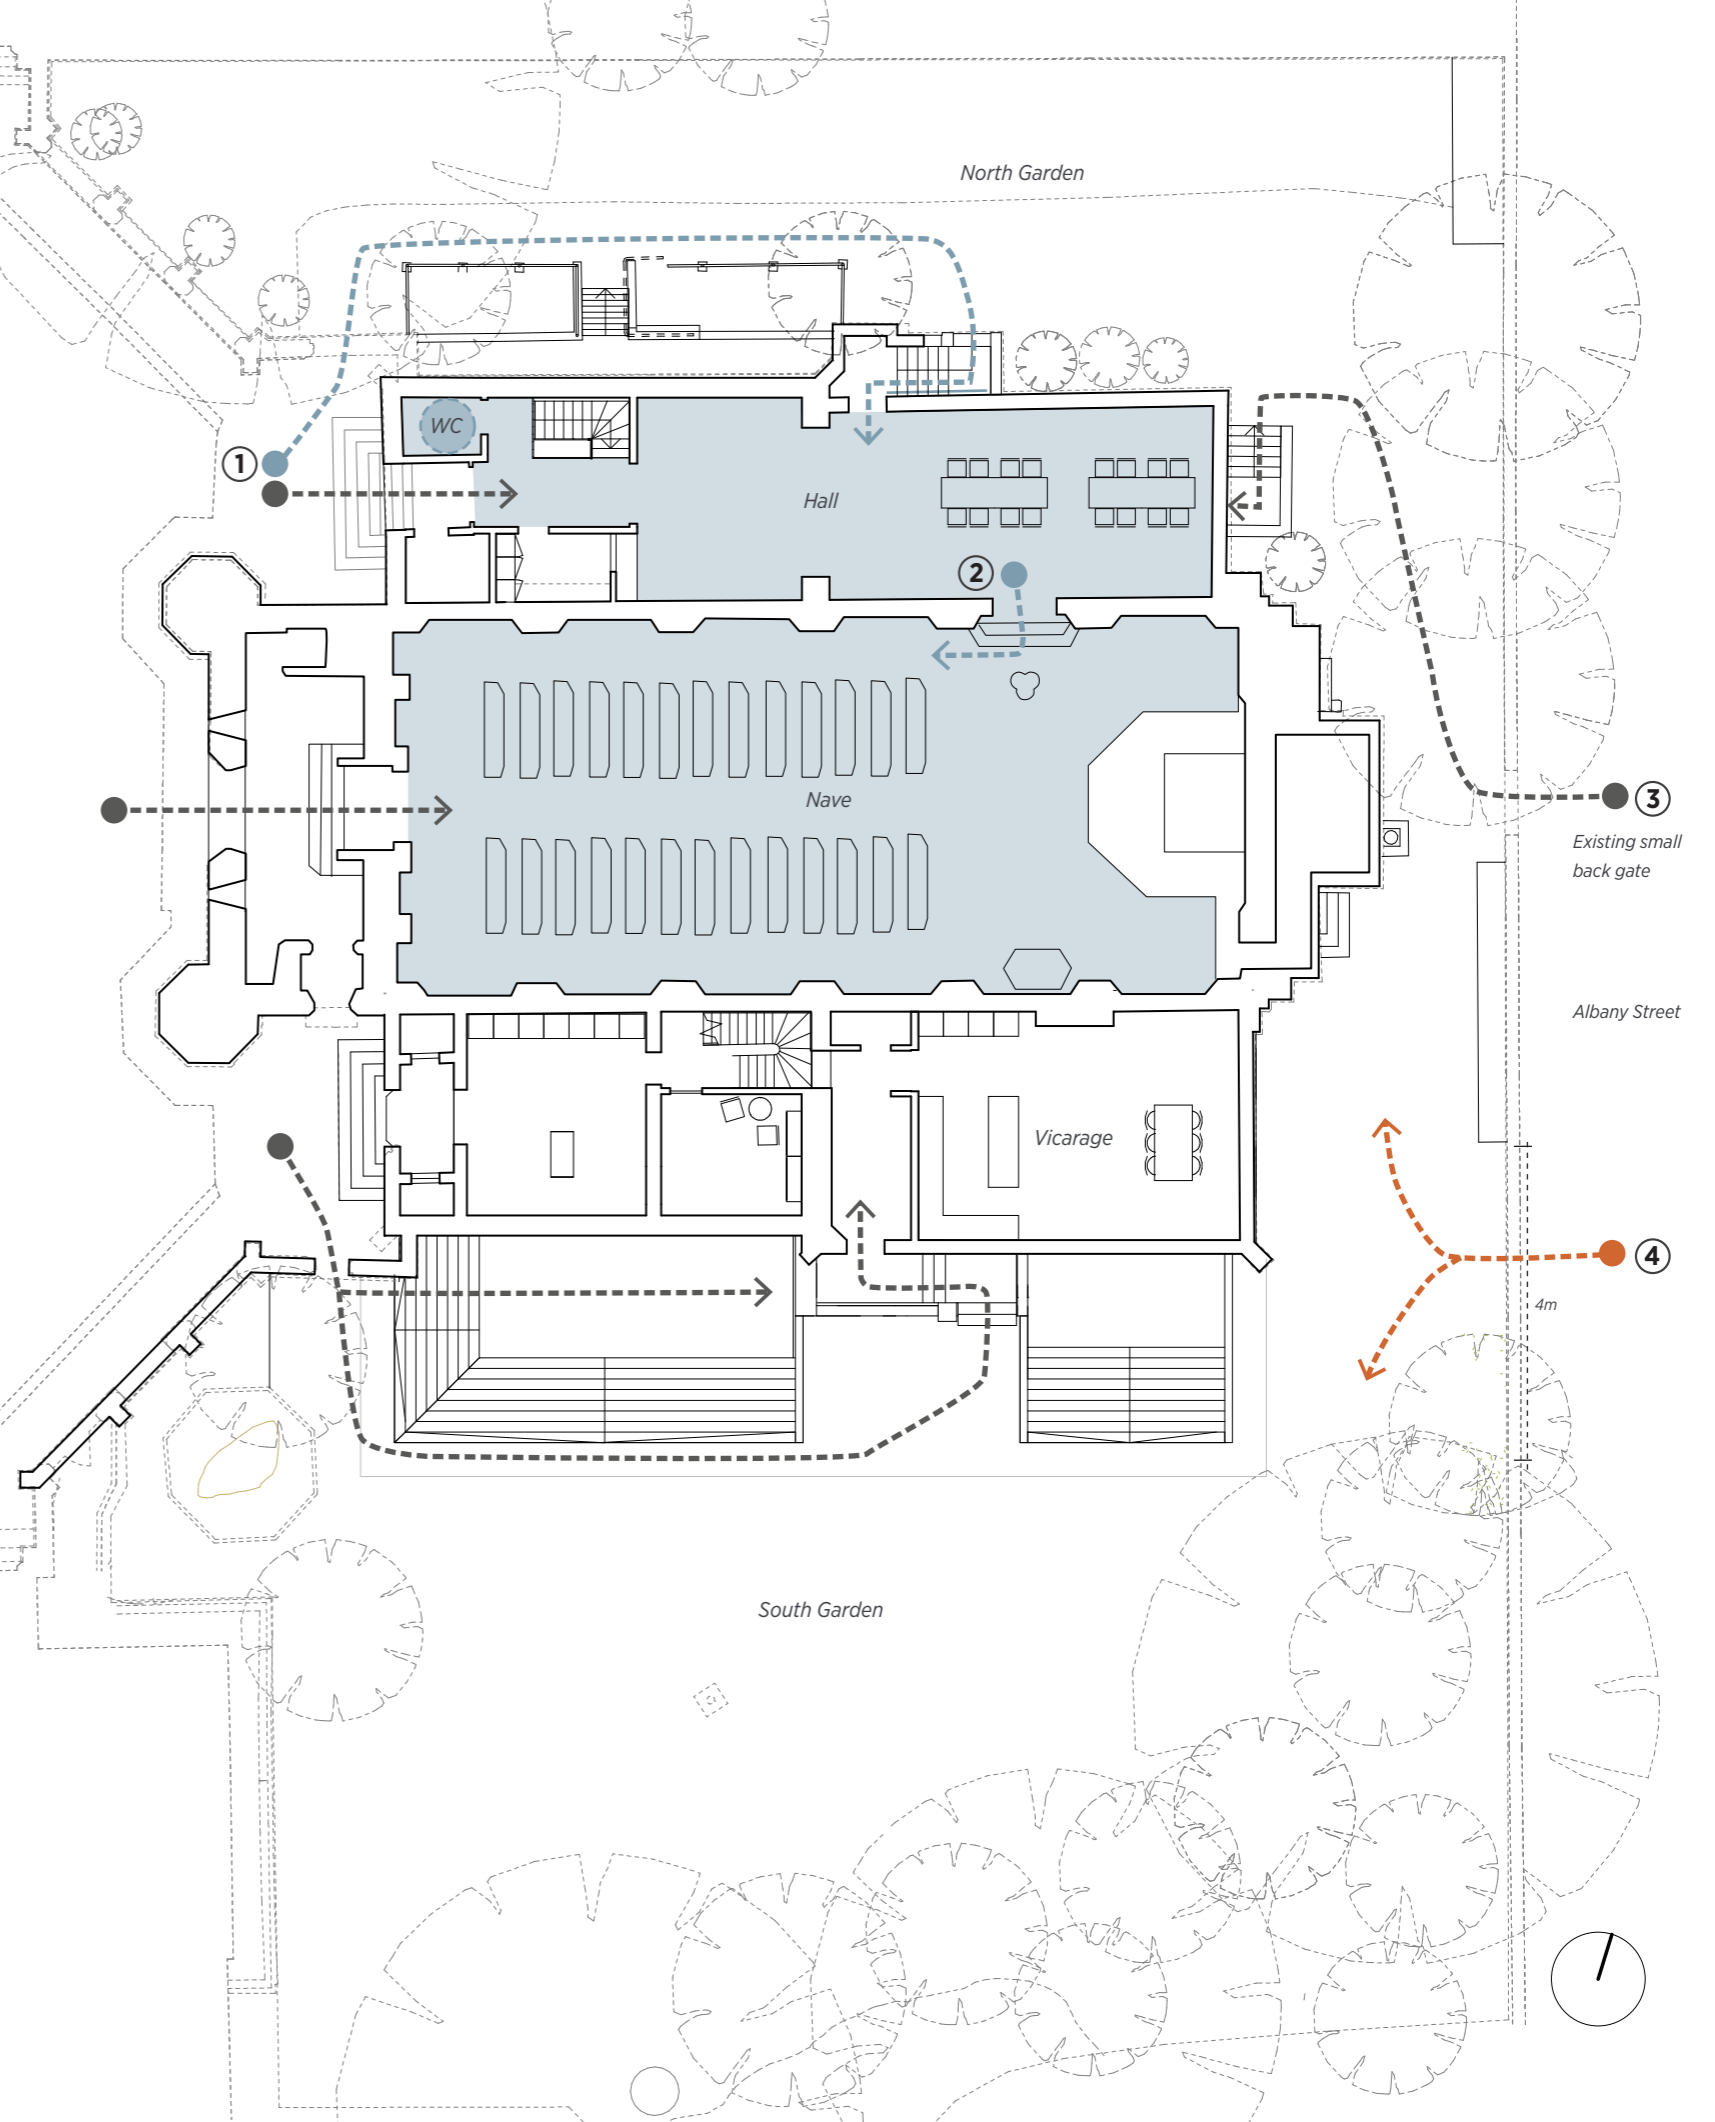 North Garden
WC
1
Hall
2
Nave
3
Existing small
back gate
Albany Street
Vicarage
4
4m
South Garden